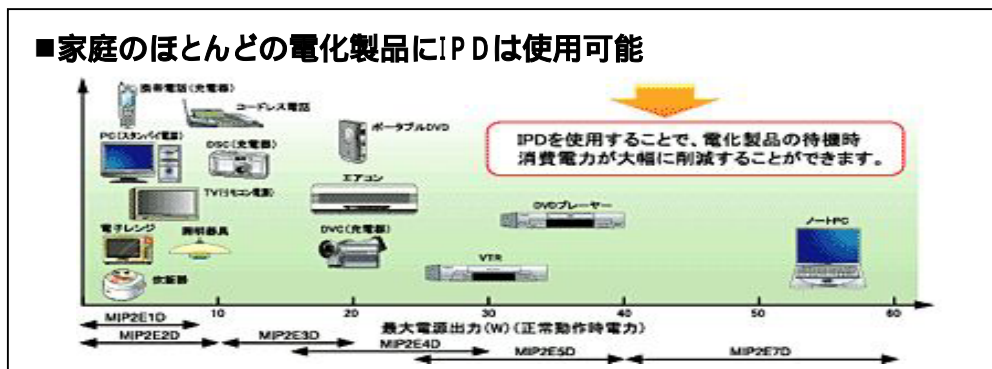 ■家庭のほとんどの電化製品にIPDは使用可能
携帯電話(充電器)
コードレス電話
PC(スタンバイ電源)
DSC(充電器)
ポータブルDVD
IPDを使用することで、電化製品の待機時
消費電力が大幅に削減することができます。
TV(リモコン電源)
エアコン
DVDプレーヤー
ノートPC
電子レンジ
照明器具
DVC(充電器)
VTR
炊飯器
10
20
30
40
50
60
最大電源出力(W)(正常動作時電力)
MIP2E1D
MIP2E2D
MIP2E3D
MIP2E4D
MIP2E5D
MIP2E7D